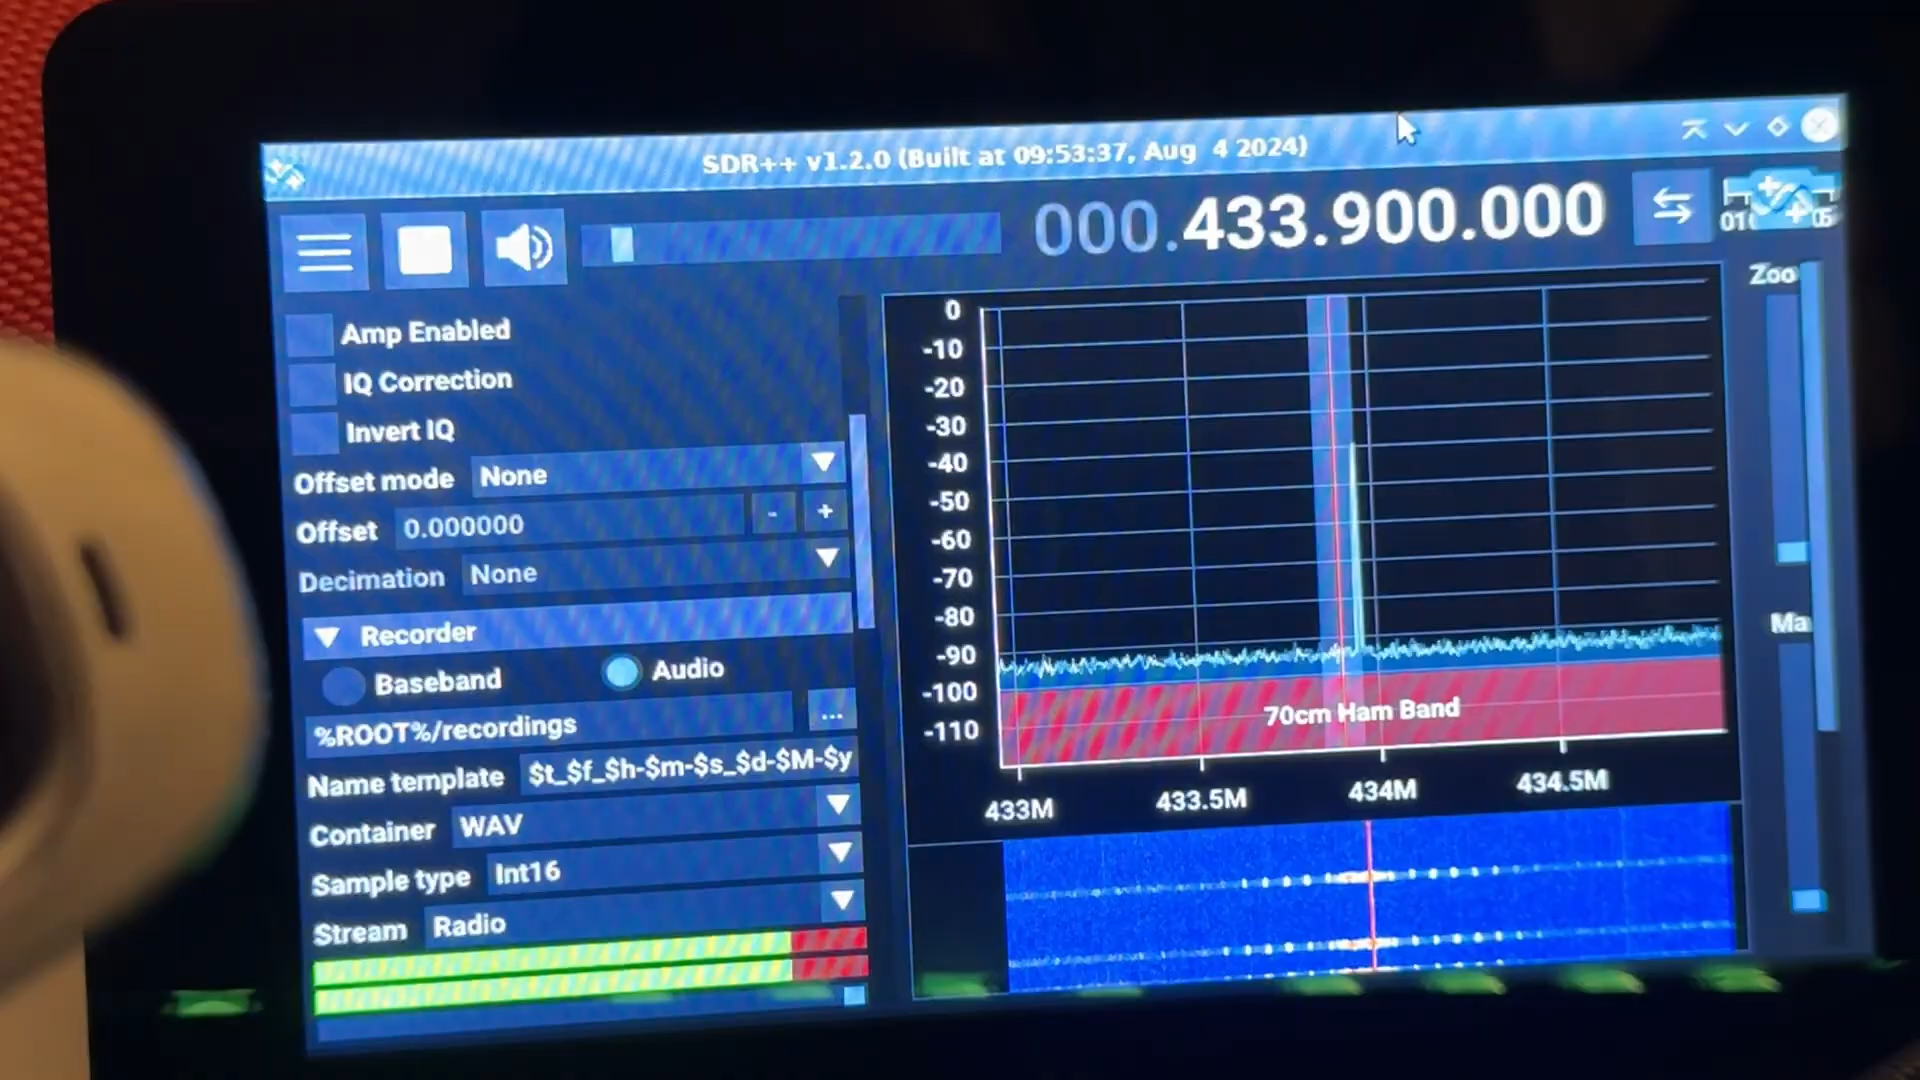 SDR++ v1.2.0 (Built at 09:53:37, Aug 4 2024)
000.433.900.000
Amp Enabled
IQ Correction
Invert IQ
Offset mode None
Offset 0.000000 - +
Decimation None
Recorder
Baseband Audio
%ROOT%/recordings ...
Name template $t_$f_$h-$m-$s_$d-$M-$y
Container WAV
Sample type Int16
Stream Radio
0
-10
-20
-30
-40
-50
-60
-70
-80
-90
-100
-110
70cm Ham Band
433M 433.5M 434M 434.5M
Zoo
Ma